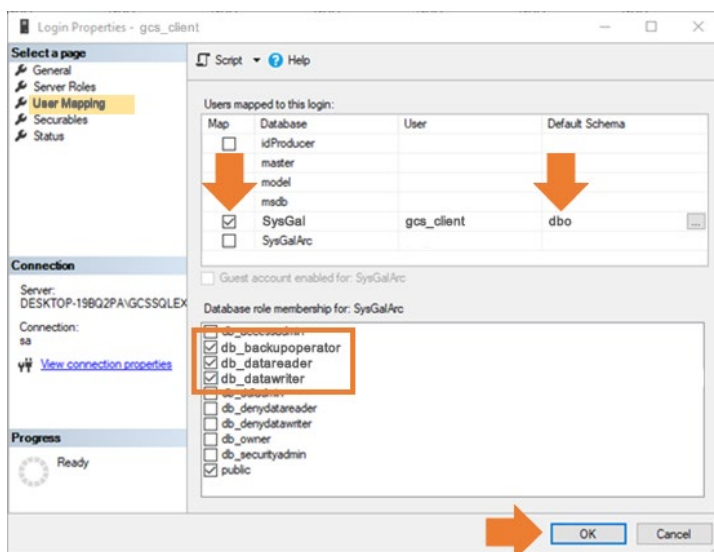 Login Properties - gcs_client
Select a page
General
Server Roles
User Mapping
Securables
Status
Script
Help
Users mapped to this login:
Map Database User Default Schema
idProducer
master
model
msdb
SysGal gcs_client dbo ...
SysGalArc
Guest account enabled for: SysGalArc
Connection
Server:
DESKTOP-19BQ2PA\GCSSQLEX
Connection:
sa
View connection properties
Database role membership for: SysGalArc
db_accessadmin
db_backupoperator
db_datareader
db_datawriter
db_ddladmin
db_denydatareader
db_denydatawriter
db_owner
db_securityadmin
public
Progress
Ready
OK Cancel